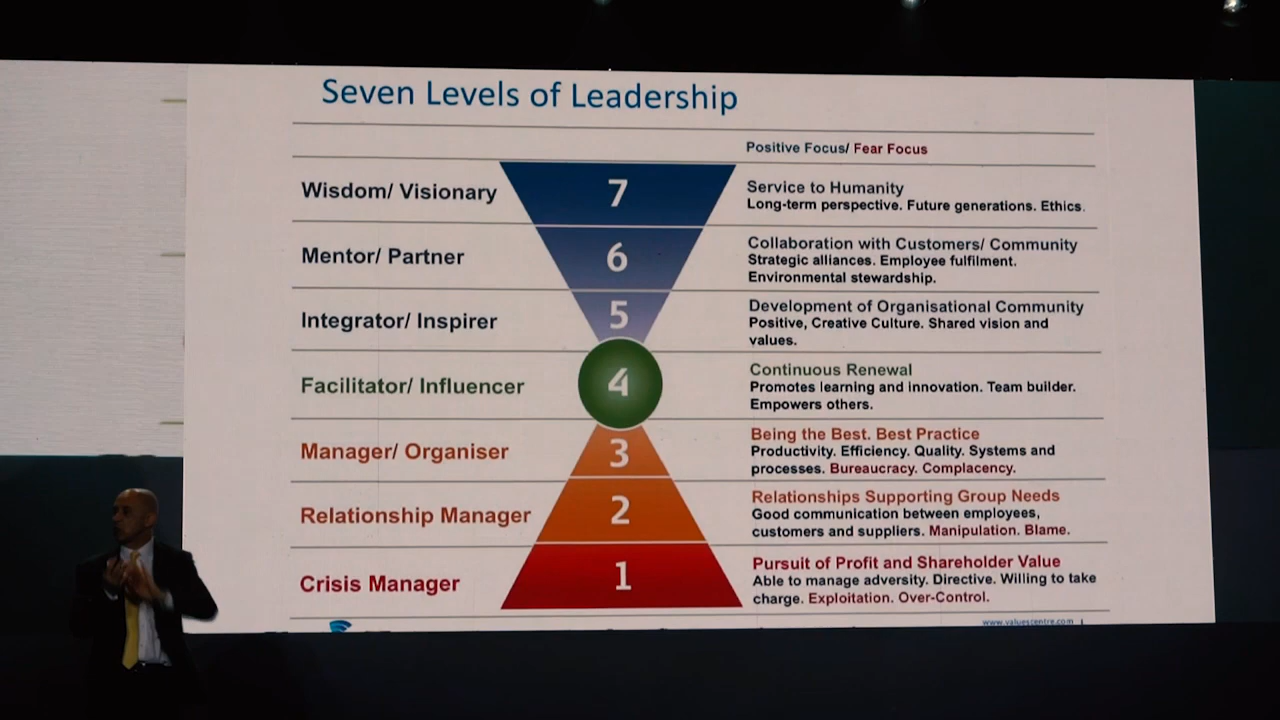 Seven Levels of Leadership
Positive Focus/ Fear Focus
Wisdom/ Visionary
7
Service to Humanity
Long-term perspective. Future generations. Ethics.
Mentor/ Partner
6
Collaboration with Customers/ Community
Strategic alliances. Employee fulfilment.
Environmental stewardship.
Integrator/ Inspirer
5
Development of Organisational Community
Positive, Creative Culture. Shared vision and
values.
Facilitator/ Influencer
4
Continuous Renewal
Promotes learning and innovation. Team builder.
Empowers others.
Manager/ Organiser
3
Being the Best. Best Practice
Productivity. Efficiency. Quality. Systems and
processes. Bureaucracy. Complacency.
Relationship Manager
2
Relationships Supporting Group Needs
Good communication between employees,
customers and suppliers. Manipulation. Blame.
Crisis Manager
1
Pursuit of Profit and Shareholder Value
Able to manage adversity. Directive. Willing to take
charge. Exploitation. Over-Control.
www.valuescentre.com